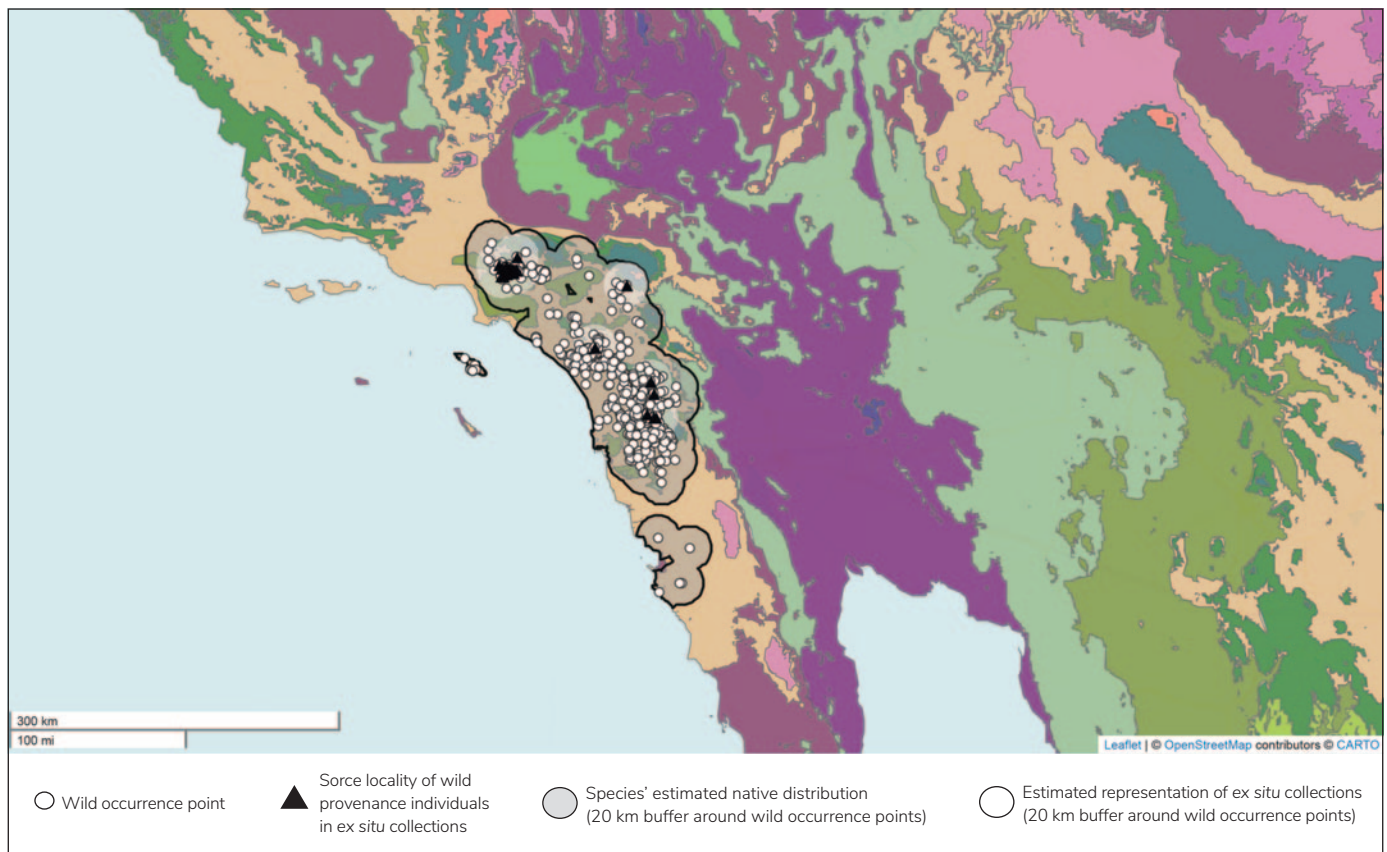 300 km
100 mi
Leaflet | © OpenStreetMap contributors © CARTO
Wild occurrence point
Sorce locality of wild
provenance individuals
in ex situ collections
Species’ estimated native distribution
(20 km buffer around wild occurrence points)
Estimated representation of ex situ collections
(20 km buffer around wild occurrence points)